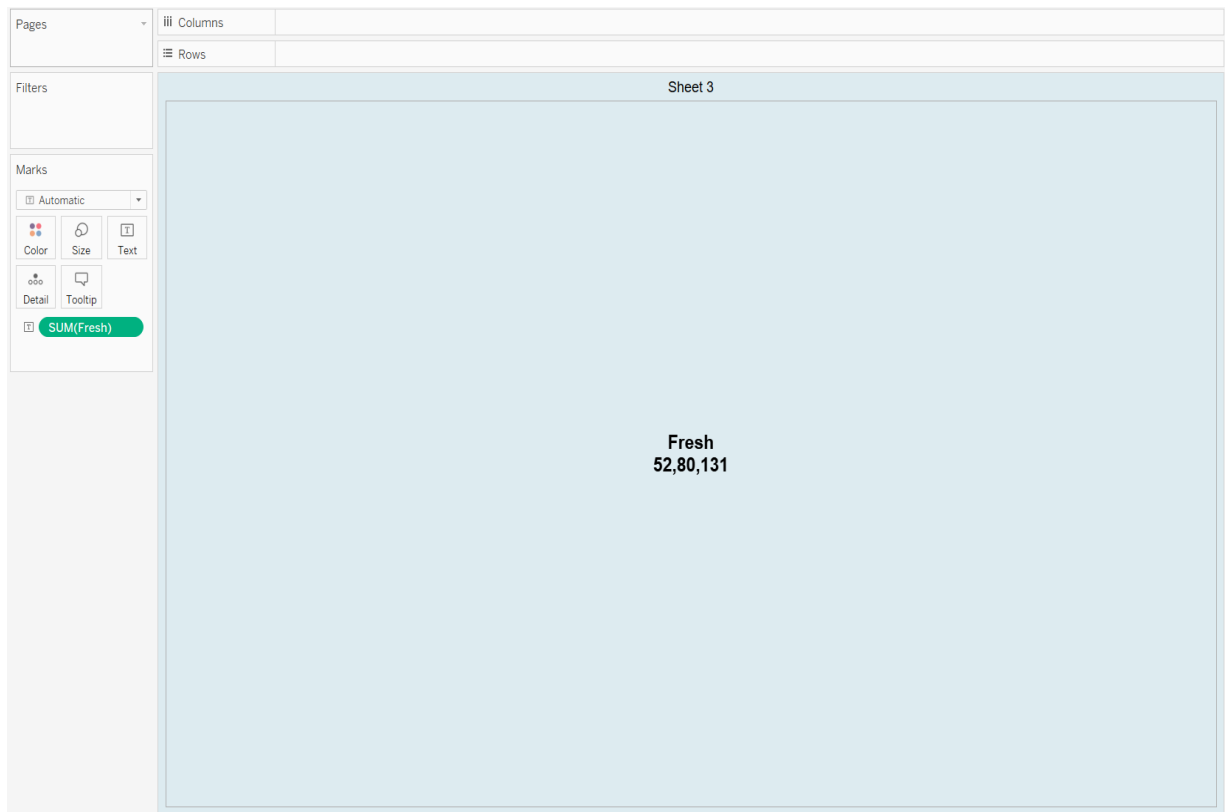 Pages
Columns
Rows
Filters
Sheet 3
Marks
Automatic
Color Size Text
Detail Tooltip
SUM(Fresh)
Fresh
52,80,131